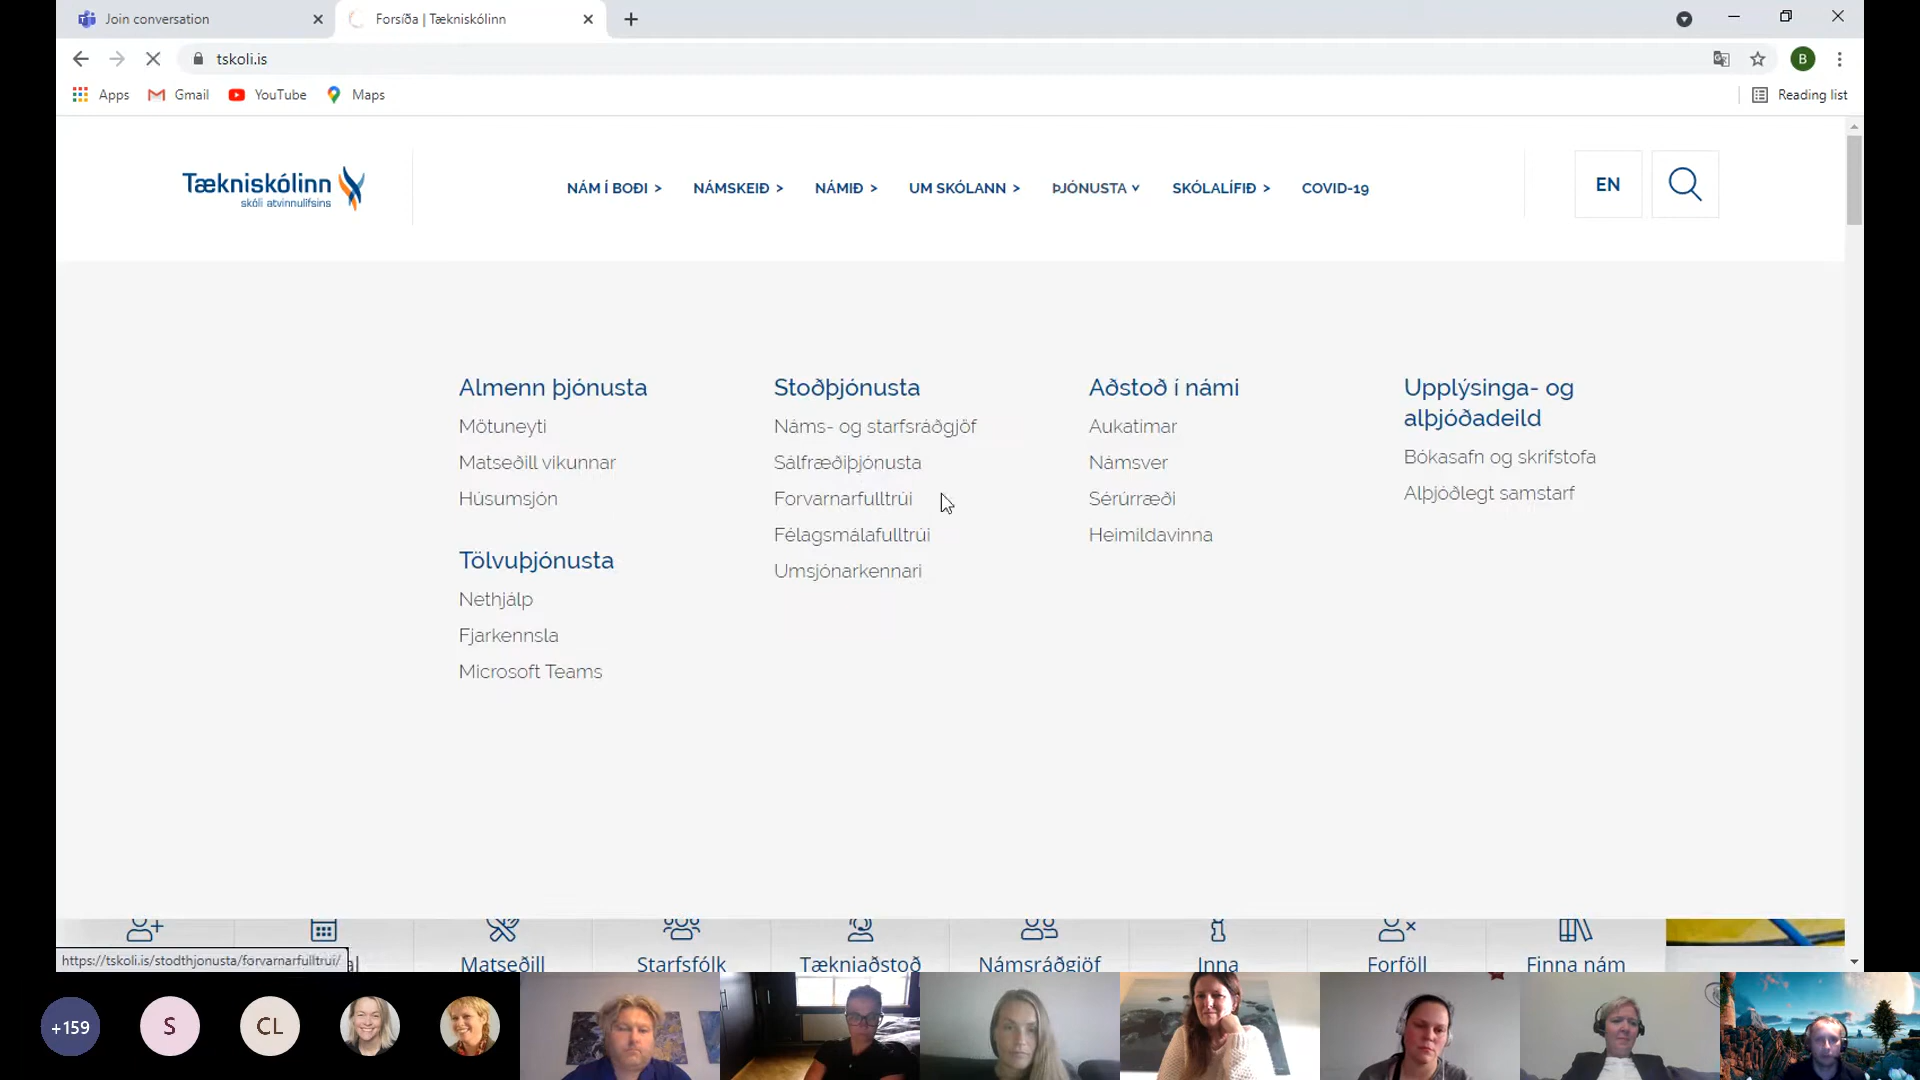 Join conversation
Forsíða | Tækniskólinn
tskoli.is
B
Apps
Gmail
YouTube
Maps
Reading list
Tækniskólinn
skóli atvinnulífsins
NÁM Í BOÐI >
NÁMSKEIÐ >
NÁMIÐ >
UM SKÓLANN >
ÞJÓNUSTA
SKÓLALÍFIÐ >
COVID-19
EN
Almenn þjónusta
Mötuneyti
Matseðill vikunnar
Húsumsjón
Tölvuþjónusta
Nethjálp
Fjarkennsla
Microsoft Teams
Stoðþjónusta
Náms- og starfsráðgjöf
Sálfræðiþjónusta
Forvarnarfulltrúi
Félagsmálafulltrúi
Umsjónarkennari
Aðstoð í námi
Aukatímar
Námsver
Sérúrræði
Heimildavinna
Upplýsinga- og
alþjóðadeild
Bókasafn og skrifstofa
Alþjóðlegt samstarf
Matseðill
Starfsfólk
Tækniaðstoð
Námsráðgjöf
Inna
Forföll
Finna nám
https://tskoli.is/stodthjonusta/forvarnarfulltrui/
+159
S
CL